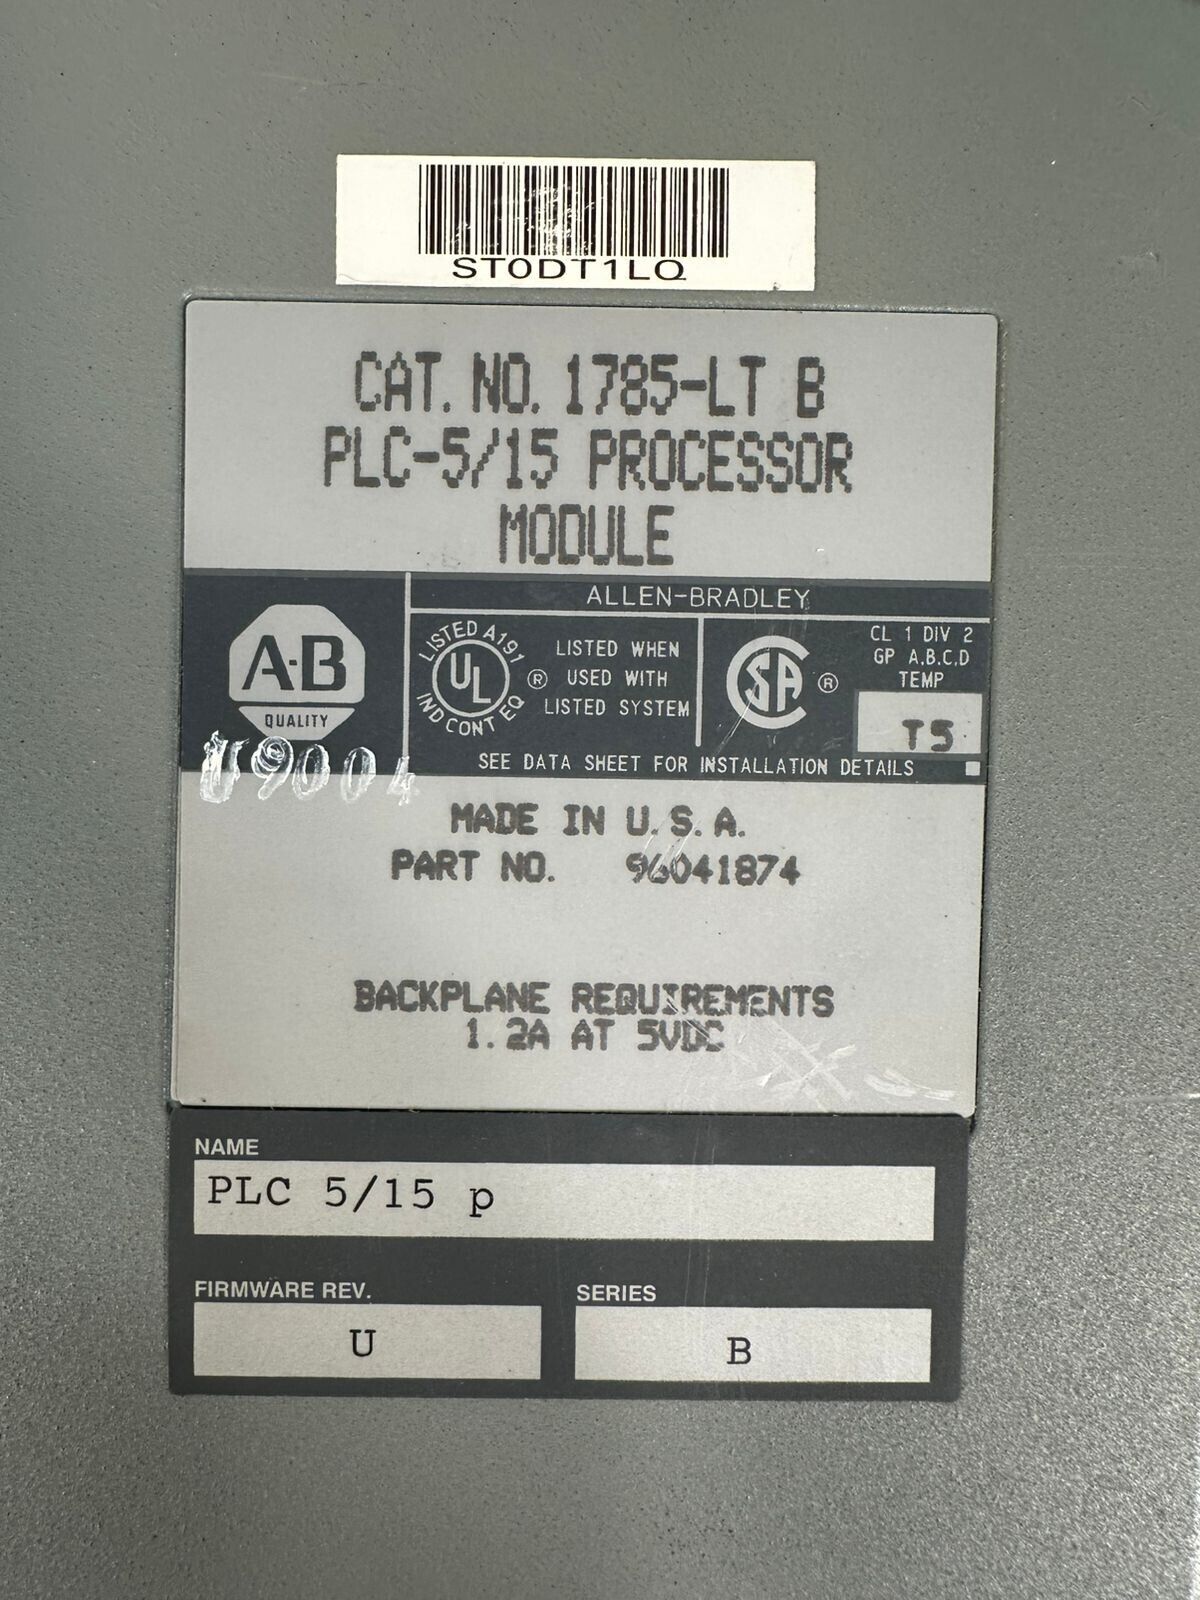 ST0DT1LQ
CAT. NO. 1785-LT B
PLC-5/15 PROCESSOR
MODULE
ALLEN-BRADLEY
A-B
QUALITY
LISTED A191
UL
®
IND CONT EQ
LISTED WHEN
USED WITH
LISTED SYSTEM
SA
®
CL 1 DIV 2
GP A,B,C,D
TEMP
T5
SEE DATA SHEET FOR INSTALLATION DETAILS
U9004
MADE IN U.S.A.
PART NO. 96041874
BACKPLANE REQUIREMENTS
1.2A AT 5VDC
NAME
PLC 5/15 p
FIRMWARE REV. SERIES
U B